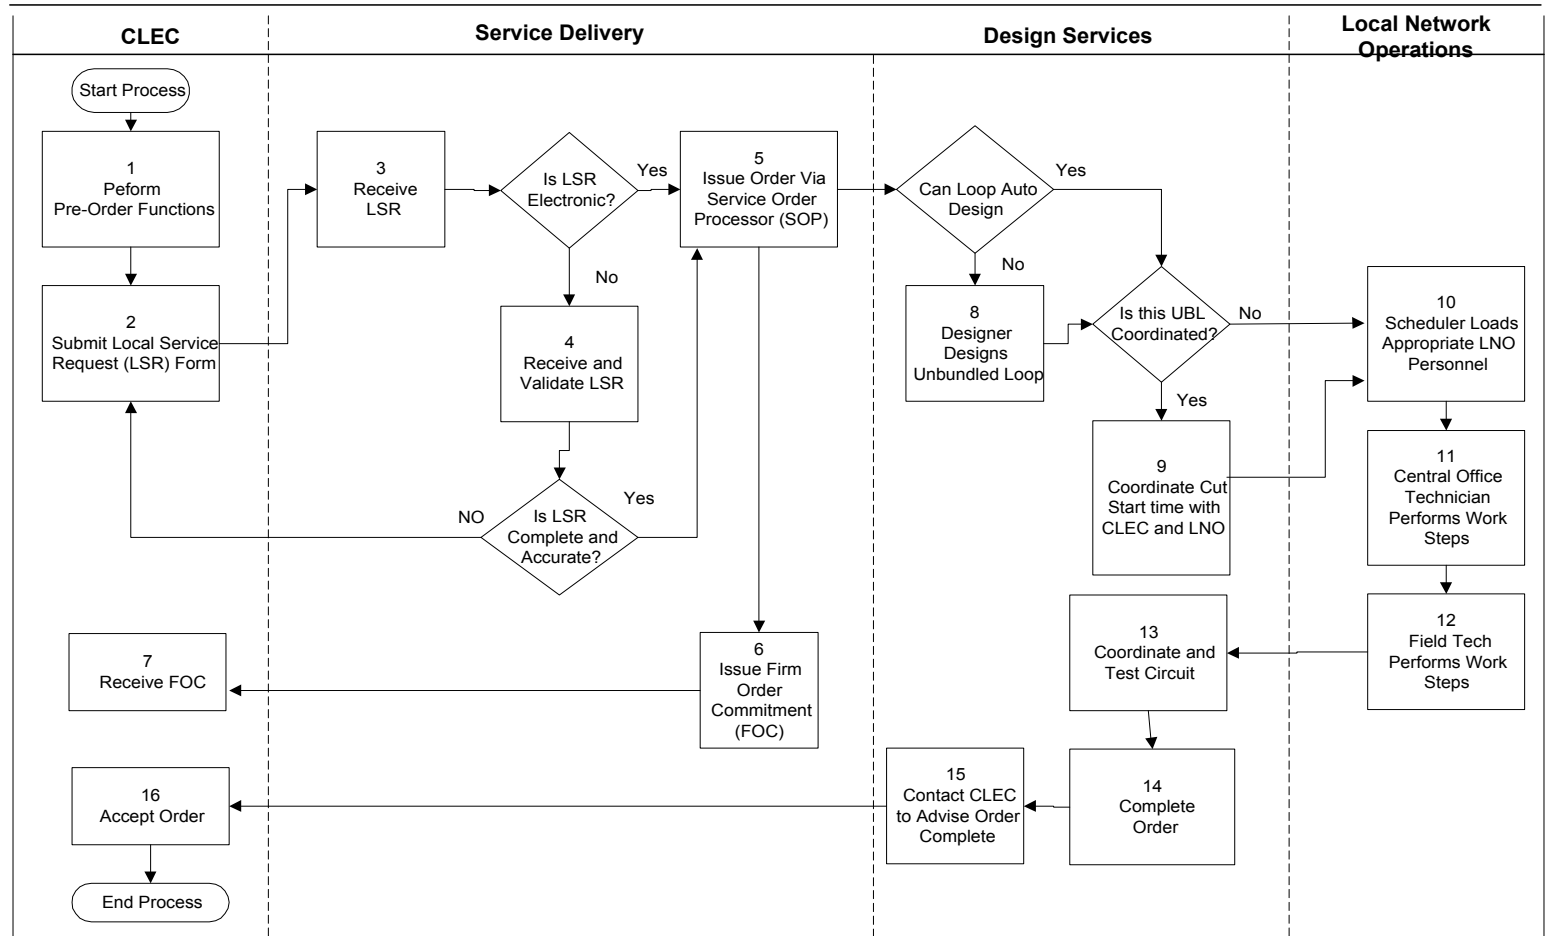 CLEC
Service Delivery
Design Services
Local Network
Operations
Start Process
1
Peform
Pre-Order Functions
2
Submit Local Service
Request (LSR) Form
3
Receive
LSR
Is LSR
Electronic?
Yes
No
4
Receive and
Validate LSR
Is LSR
Complete and
Accurate?
NO
Yes
5
Issue Order Via
Service Order
Processor (SOP)
6
Issue Firm
Order
Commitment
(FOC)
7
Receive FOC
Can Loop Auto
Design
Yes
No
8
Designer
Designs
Unbundled Loop
Is this UBL
Coordinated?
No
Yes
9
Coordinate Cut
Start time with
CLEC and LNO
10
Scheduler Loads
Appropriate LNO
Personnel
11
Central Office
Technician
Performs Work
Steps
12
Field Tech
Performs Work
Steps
13
Coordinate and
Test Circuit
14
Complete
Order
15
Contact CLEC
to Advise Order
Complete
16
Accept Order
End Process